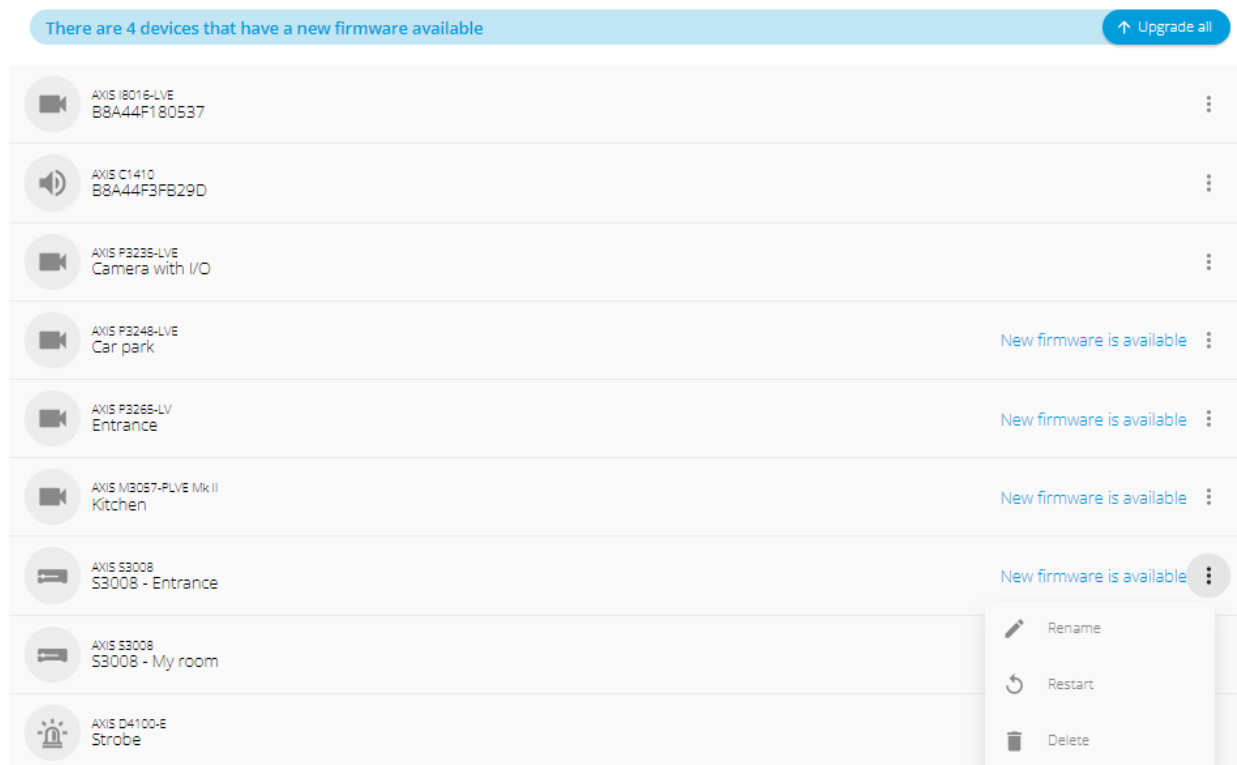 There are 4 devices that have a new firmware available
Upgrade all
AXIS I8016-LVE
B8A44F180537
AXIS C1410
B8A44F3FB29D
AXIS P3235-LVE
Camera with I/O
AXIS P3248-LVE
Car park
New firmware is available
AXIS P3265-LV
Entrance
New firmware is available
AXIS M3057-PLVE Mk II
Kitchen
New firmware is available
AXIS S3008
S3008 - Entrance
New firmware is available
Rename
AXIS S3008
S3008 - My room
Restart
AXIS D4100-E
Strobe
Delete